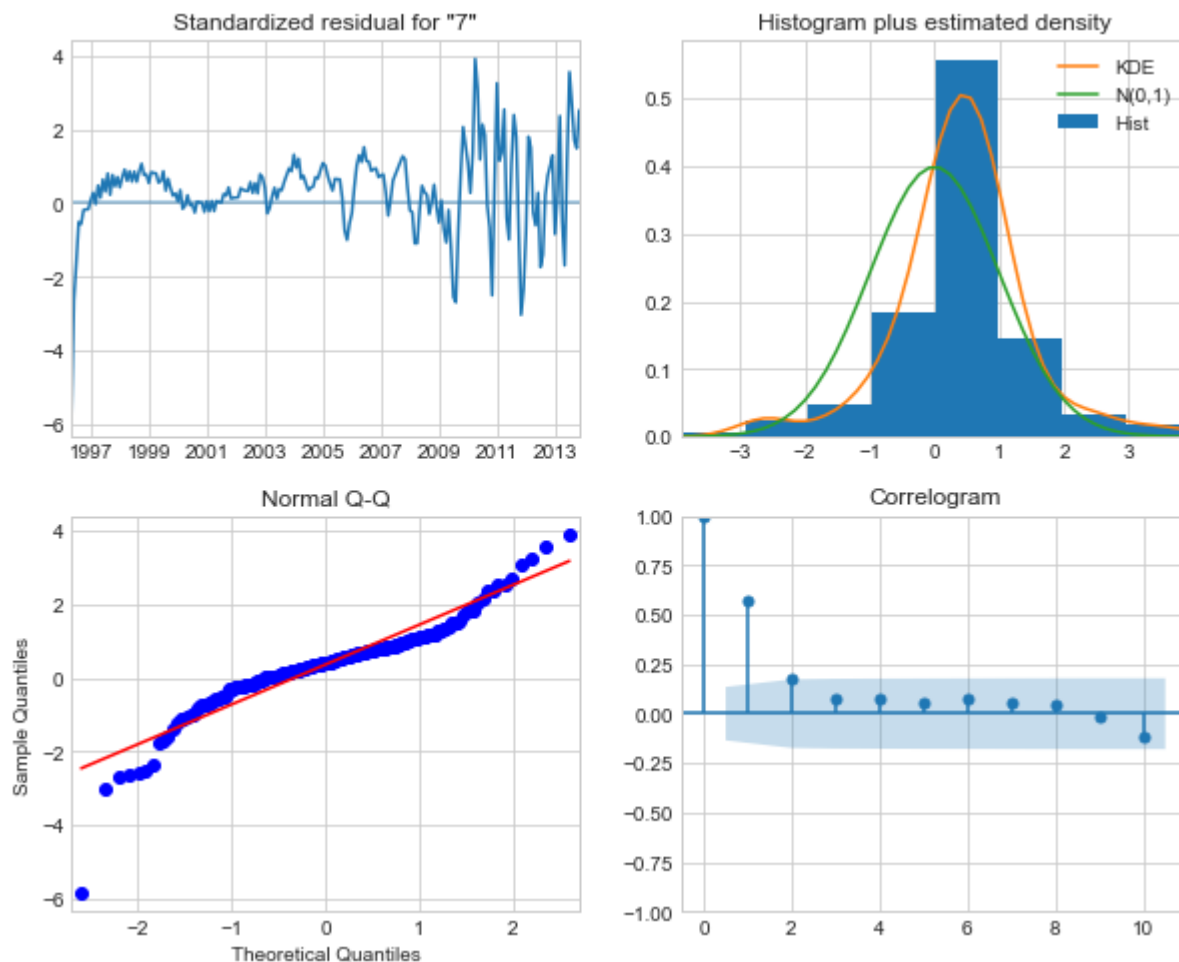 Standardized residual for "7"
4
2
0
−2
−4
−6
1997 1999 2001 2003 2005 2007 2009 2011 2013
Histogram plus estimated density
KDE
N(0,1)
Hist
0.5
0.4
0.3
0.2
0.1
0.0
−3 −2 −1 0 1 2 3
Normal Q-Q
Sample Quantiles
4
2
0
−2
−4
−6
−2 −1 0 1 2
Theoretical Quantiles
Correlogram
1.00
0.75
0.50
0.25
0.00
−0.25
−0.50
−0.75
−1.00
0 2 4 6 8 10